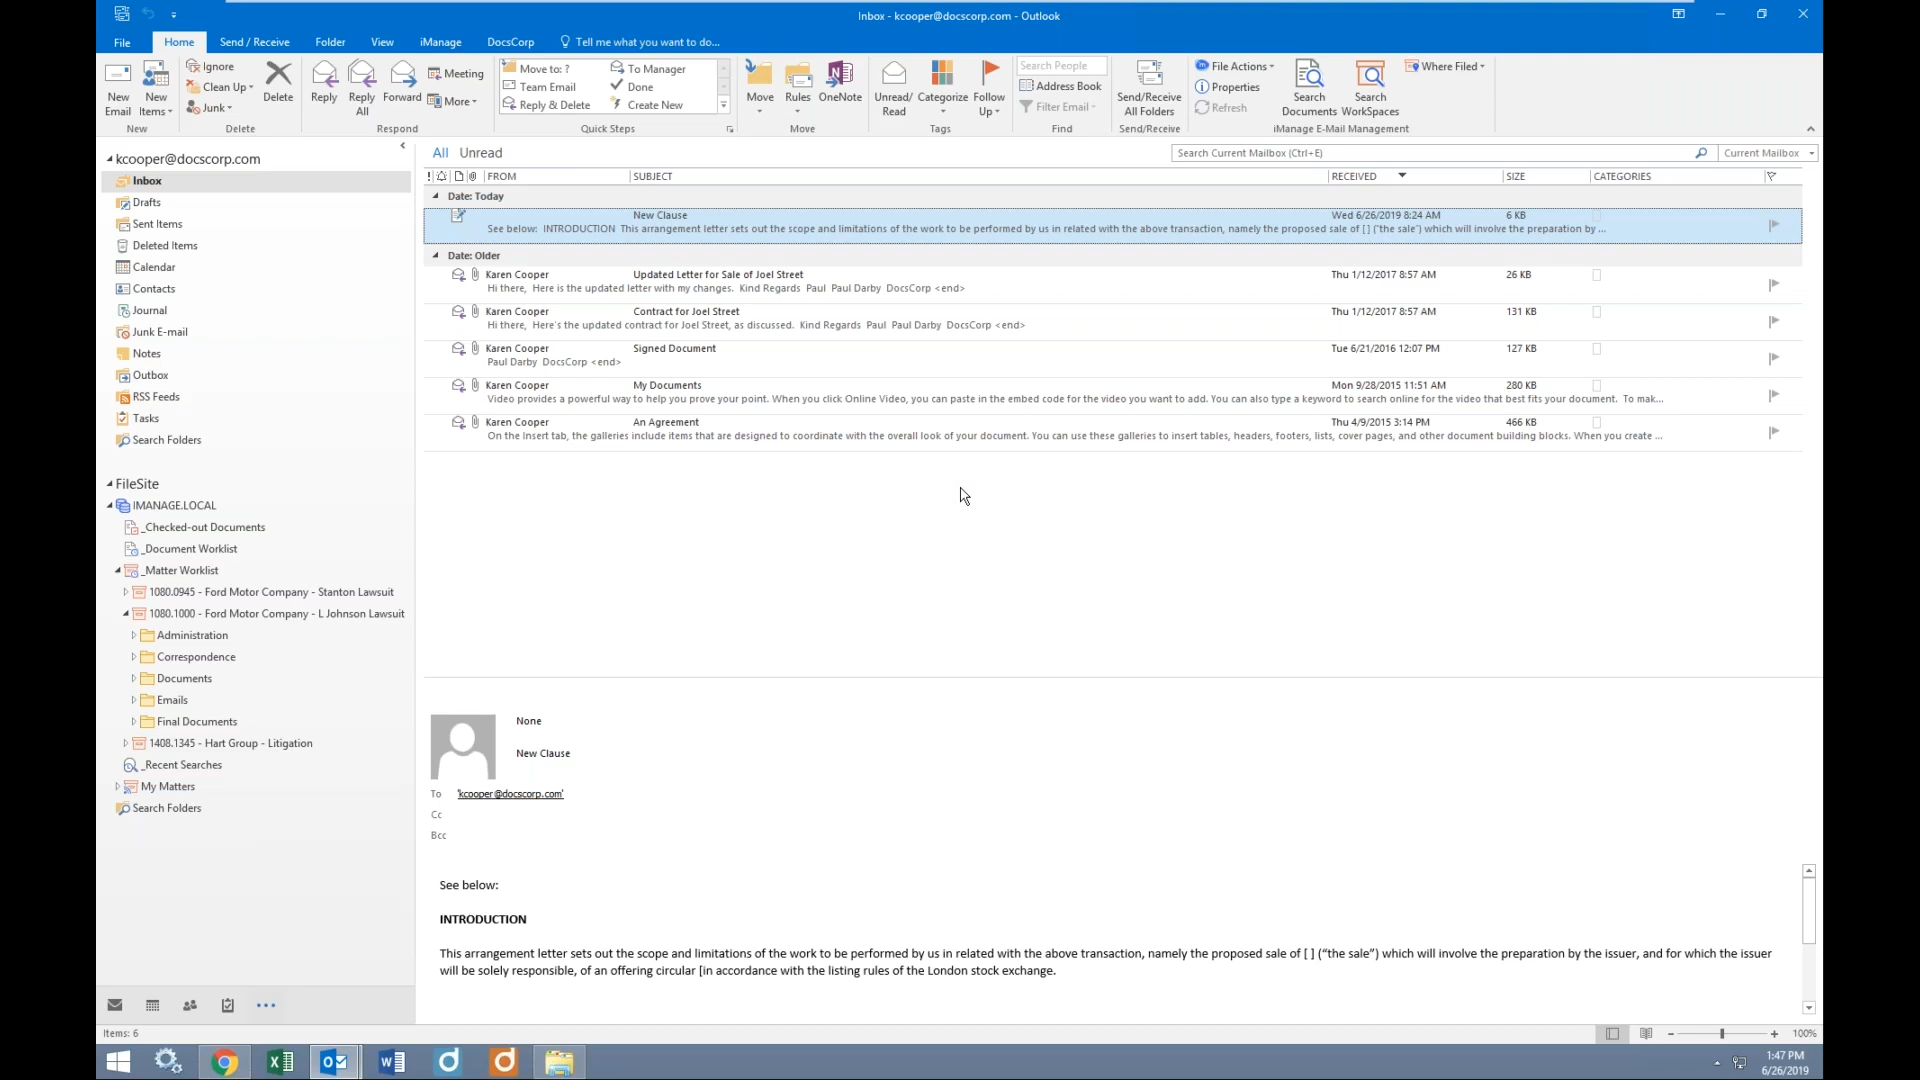 Inbox - kcooper@docscorp.com - Outlook
File Home Send / Receive Folder View iManage DocsCorp Tell me what you want to do...
New Email
New Items
New
Ignore
Clean Up
Junk
Delete
Delete
Reply
Reply All
Forward
Meeting
More
Respond
Move to: ?
Team Email
Reply & Delete
To Manager
Done
Create New
Quick Steps
Move
Rules
OneNote
Move
Unread/ Read
Categorize
Follow Up
Tags
Search People
Address Book
Filter Email
Find
Send/Receive All Folders
Send/Receive
File Actions
Properties
Refresh
Search Documents
Search WorkSpaces
Where Filed
iManage E-Mail Management
kcooper@docscorp.com
Inbox
Drafts
Sent Items
Deleted Items
Calendar
Contacts
Journal
Junk E-mail
Notes
Outbox
RSS Feeds
Tasks
Search Folders
FileSite
IMANAGE.LOCAL
_Checked-out Documents
_Document Worklist
_Matter Worklist
1080.0945 - Ford Motor Company - Stanton Lawsuit
1080.1000 - Ford Motor Company - L Johnson Lawsuit
Administration
Correspondence
Documents
Emails
Final Documents
1408.1345 - Hart Group - Litigation
_Recent Searches
My Matters
Search Folders
Items: 6
All Unread
Search Current Mailbox (Ctrl+E)
Current Mailbox
FROM SUBJECT RECEIVED SIZE CATEGORIES
Date: Today
New Clause Wed 6/26/2019 8:24 AM 6 KB
See below: INTRODUCTION This arrangement letter sets out the scope and limitations of the work to be performed by us in related with the above transaction, namely the proposed sale of [ ] ("the sale") which will involve the preparation by ...
Date: Older
Karen Cooper Updated Letter for Sale of Joel Street Thu 1/12/2017 8:57 AM 26 KB
Hi there, Here is the updated letter with my changes. Kind Regards Paul Paul Darby DocsCorp <end>
Karen Cooper Contract for Joel Street Thu 1/12/2017 8:57 AM 131 KB
Hi there, Here's the updated contract for Joel Street, as discussed. Kind Regards Paul Paul Darby DocsCorp <end>
Karen Cooper Signed Document Tue 6/21/2016 12:07 PM 127 KB
Paul Darby DocsCorp <end>
Karen Cooper My Documents Mon 9/28/2015 11:51 AM 280 KB
Video provides a powerful way to help you prove your point. When you click Online Video, you can paste in the embed code for the video you want to add. You can also type a keyword to search online for the video that best fits your document. To mak...
Karen Cooper An Agreement Thu 4/9/2015 3:14 PM 466 KB
On the Insert tab, the galleries include items that are designed to coordinate with the overall look of your document. You can use these galleries to insert tables, headers, footers, lists, cover pages, and other document building blocks. When you create ...
None
New Clause
To 'kcooper@docscorp.com'
Cc
Bcc
See below:
INTRODUCTION
This arrangement letter sets out the scope and limitations of the work to be performed by us in related with the above transaction, namely the proposed sale of [ ] (“the sale”) which will involve the preparation by the issuer, and for which the issuer
will be solely responsible, of an offering circular [in accordance with the listing rules of the London stock exchange.
100%
1:47 PM
6/26/2019